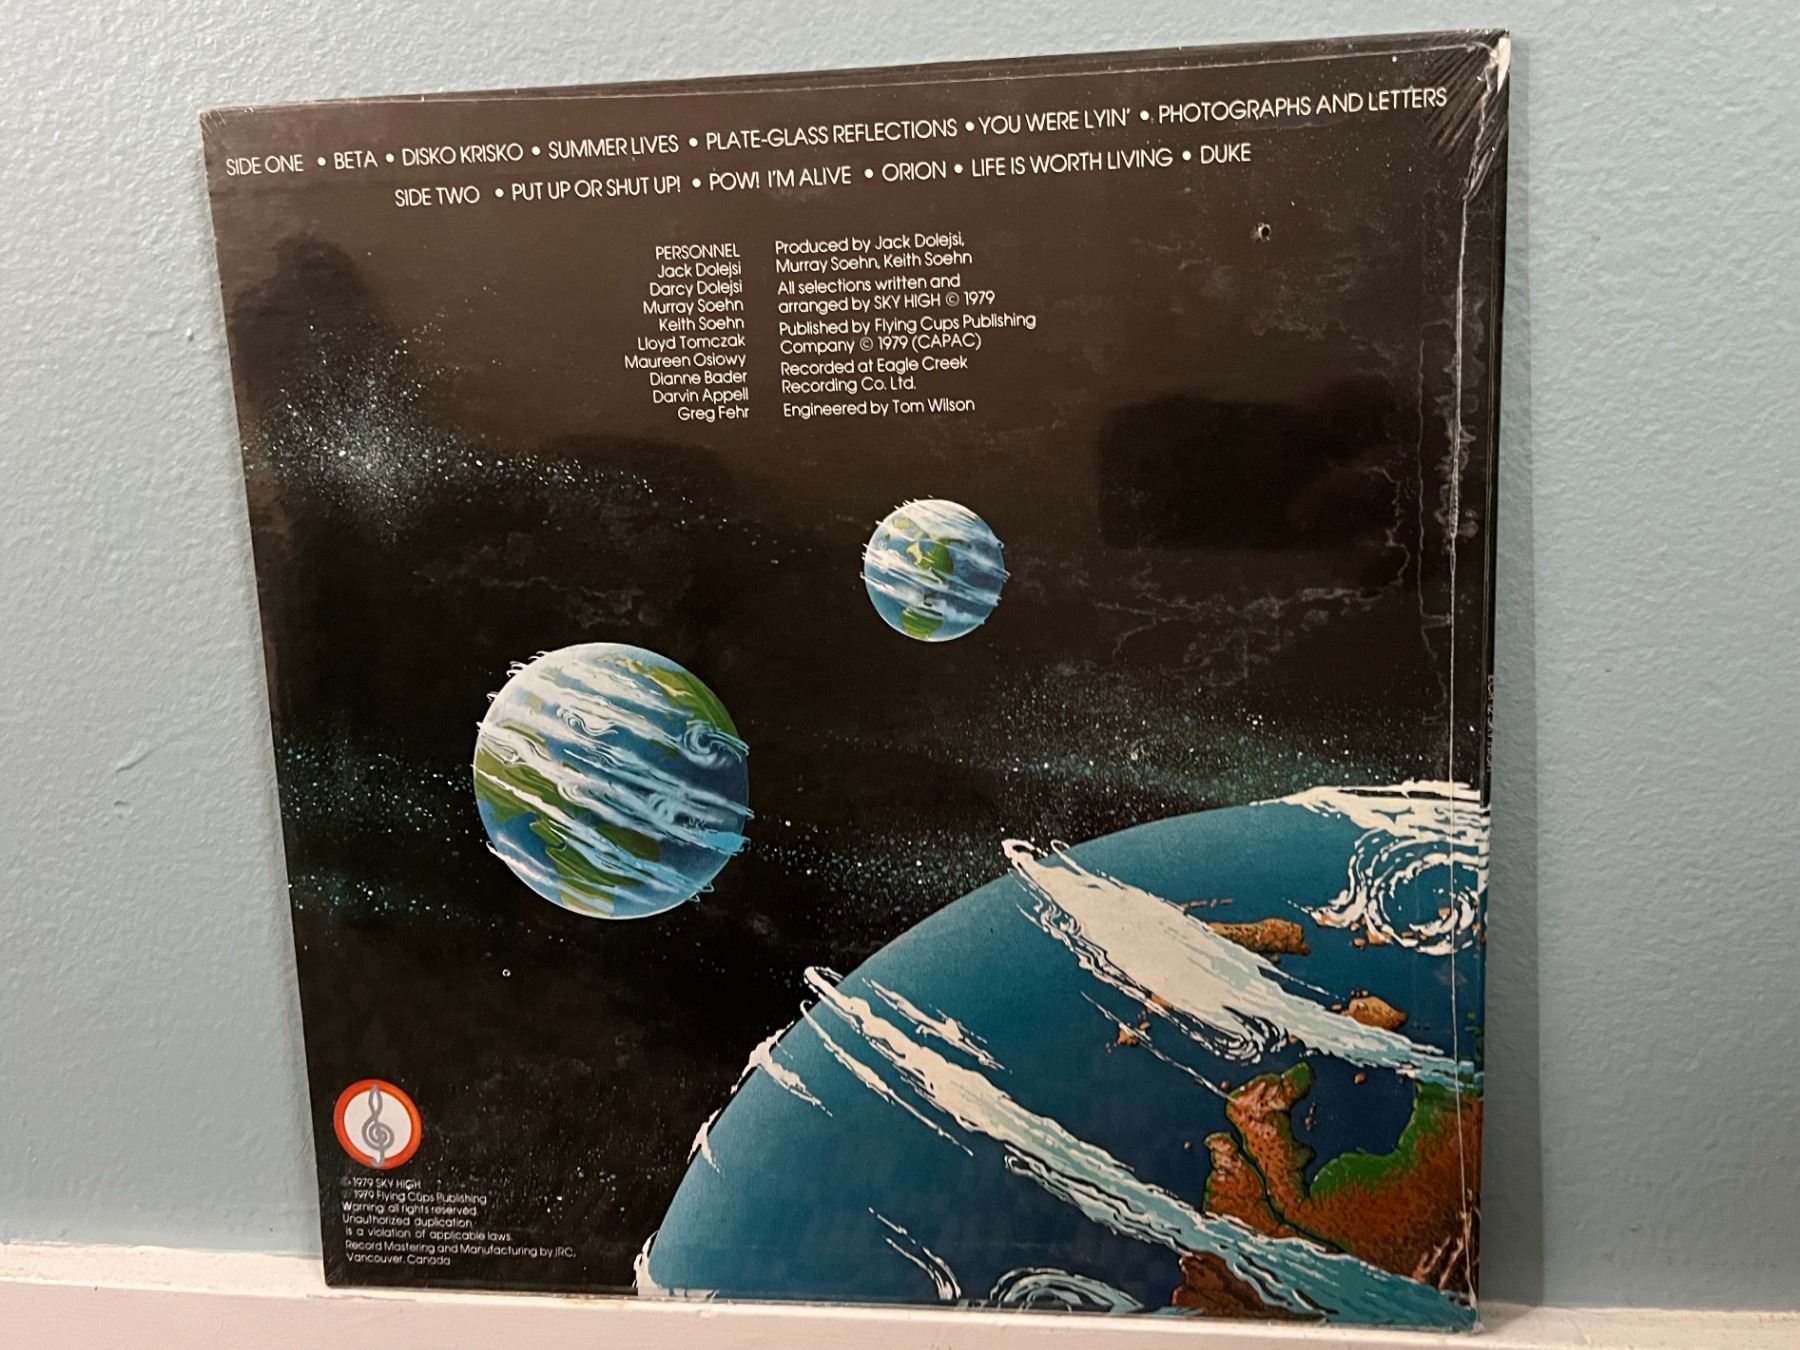 SIDE ONE • BETA • DISKO KRISKO • SUMMER LIVES • PLATE-GLASS REFLECTIONS • YOU WERE LYIN' • PHOTOGRAPHS AND LETTERS
SIDE TWO • PUT UP OR SHUT UP! • POW! I'M ALIVE • ORION • LIFE IS WORTH LIVING • DUKE
PERSONNEL
Jack Dolejsi
Darcy Dolejsi
Murray Soehn
Keith Soehn
Lloyd Tomczak
Maureen Osiowy
Dianne Bader
Darvin Appell
Greg Fehr
Produced by Jack Dolejsi,
Murray Soehn, Keith Soehn
All selections written and
arranged by SKY HIGH © 1979
Published by Flying Cups Publishing
Company © 1979 (CAPAC)
Recorded at Eagle Creek
Recording Co. Ltd.
Engineered by Tom Wilson
1979 SKY HIGH
1979 Flying Cups Publishing
Warning all rights reserved.
Unauthorized duplication
is a violation of applicable laws.
Record Mastering and Manufacturing by JRC,
Vancouver, Canada